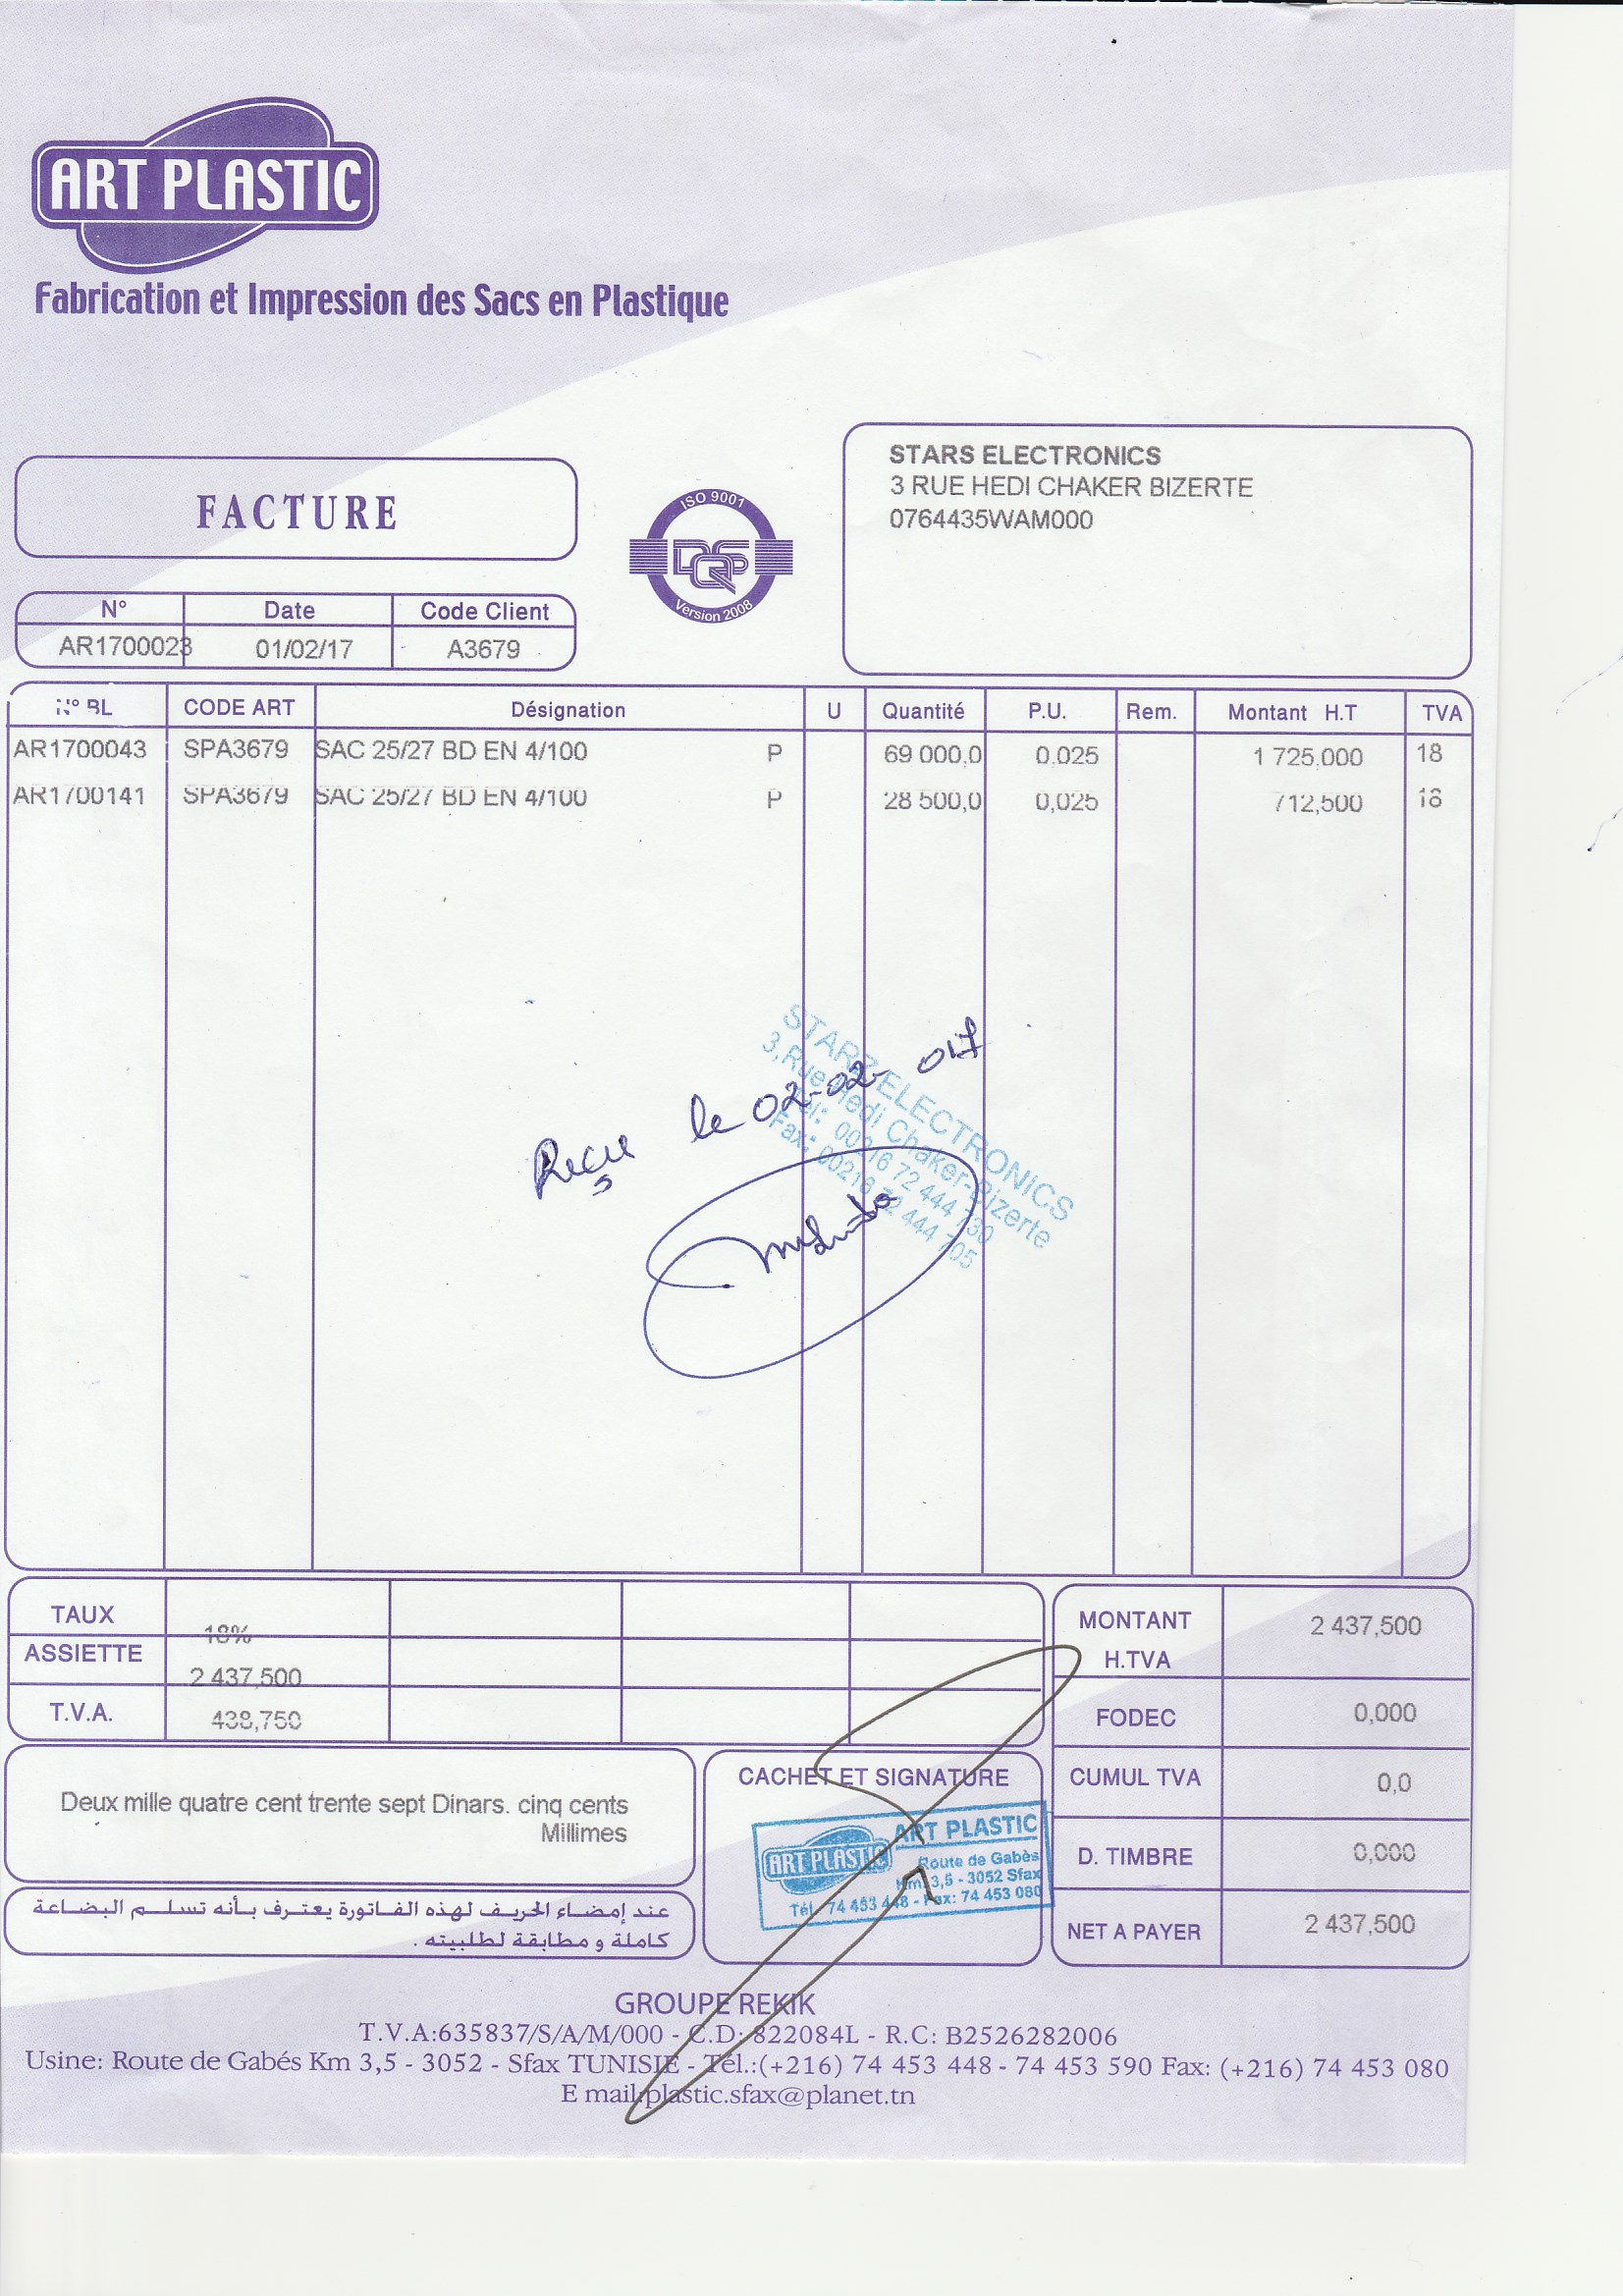 ART PLASTIC
Fabrication et Impression des Sacs en Plastique
STARS ELECTRONICS
3 RUE HEDI CHAKER BIZERTE
0764435WAM000
FACTURE
ISO 9001
DQS
Version 2008
N° Date Code Client
AR1700023 01/02/17 A3679
N° BL CODE ART Désignation U Quantité P.U. Rem. Montant H.T TVA
AR1700043 SPA3679 SAC 25/27 BD EN 4/100 P 69 000,0 0,025 1 725,000 18
AR1700141 SPA3679 SAC 25/27 BD EN 4/100 P 28 500,0 0,025 712,500 18
STARZ ELECTRONICS
3, Rue Hedi Chaker-Bizerte
Tél: 00216 72 444 730
Fax: 00216 72 444 705
Reçue le 02-02-017
TAUX 18%
ASSIETTE 2 437,500
T.V.A. 438,750
MONTANT H.TVA 2 437,500
FODEC 0,000
CUMUL TVA 0,0
D. TIMBRE 0,000
NET A PAYER 2 437,500
Deux mille quatre cent trente sept Dinars. cinq cents
Millimes
عند إمضاء الحريف لهذه الفاتورة يعترف بأنه تسلم البضاعة
كاملة و مطابقة لطلبيته .
CACHET ET SIGNATURE
ART PLASTIC
ART PLASTIC
Route de Gabès
Km 3,5 - 3052 Sfax
Tél. 74 453 448 - Fax: 74 453 080
GROUPE REKIK
T.V.A:635837/S/A/M/000 - C.D: 822084L - R.C: B2526282006
Usine: Route de Gabés Km 3,5 - 3052 - Sfax TUNISIE - Tél.:(+216) 74 453 448 - 74 453 590 Fax: (+216) 74 453 080
E mail:plastic.sfax@planet.tn